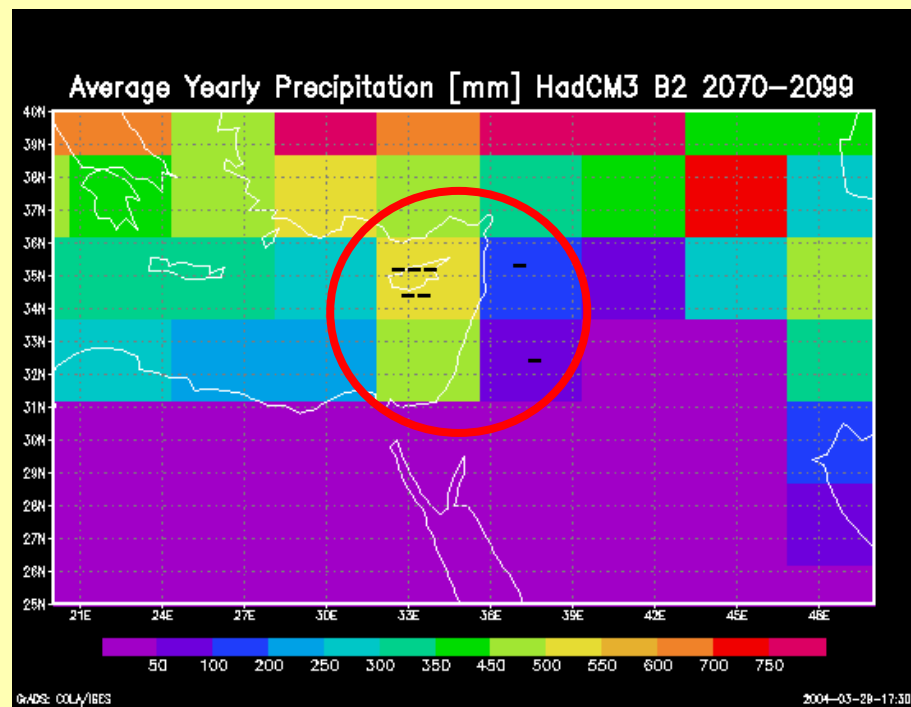 Average Yearly Precipitation [mm] HadCM3 B2 2070-2099
40N
39N
38N
37N
36N
35N
34N
33N
32N
31N
30N
29N
28N
27N
26N
25N
21E 24E 27E 30E 33E 36E 39E 42E 45E 48E
50 100 200 250 300 350 450 500 550 600 700 750
GrADS: COLA/IGES 2004-03-29-17:30